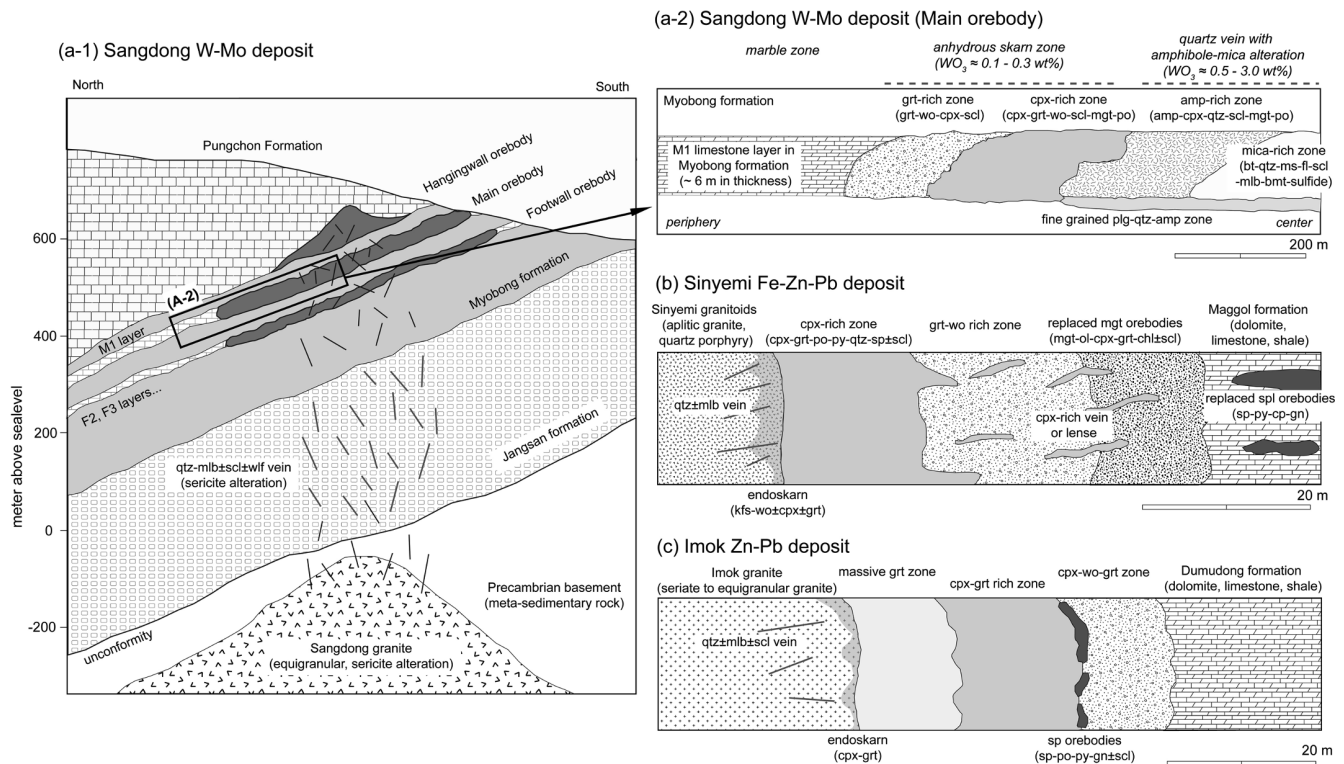 (a-1) Sangdong W-Mo deposit
North
South
Pungchon Formation
Hangingwall orebody
Main orebody
Footwall orebody
(A-2)
M1 layer
F2, F3 layers...
Myobong formation
600
400
200
0
-200
meter above sealevel
qtz-mlb±scl±wlf vein
(sericite alteration)
Jangsan formation
Precambrian basement
(meta-sedimentary rock)
unconformity
Sangdong granite
(equigranular, sericite alteration)
(a-2) Sangdong W-Mo deposit (Main orebody)
marble zone
anhydrous skarn zone
(WO3 ≈ 0.1 - 0.3 wt%)
quartz vein with
amphibole-mica alteration
(WO3 ≈ 0.5 - 3.0 wt%)
Myobong formation
grt-rich zone
(grt-wo-cpx-scl)
cpx-rich zone
(cpx-grt-wo-scl-mgt-po)
amp-rich zone
(amp-cpx-qtz-scl-mgt-po)
M1 limestone layer in
Myobong formation
(~ 6 m in thickness)
mica-rich zone
(bt-qtz-ms-fl-scl
-mlb-bmt-sulfide)
periphery
fine grained plg-qtz-amp zone
center
200 m
(b) Sinyemi Fe-Zn-Pb deposit
Sinyemi granitoids
(aplitic granite,
quartz porphyry)
cpx-rich zone
(cpx-grt-po-py-qtz-sp±scl)
grt-wo rich zone
replaced mgt orebodies
(mgt-ol-cpx-grt-chl±scl)
Maggol formation
(dolomite,
limestone, shale)
qtz±mlb vein
cpx-rich vein
or lense
replaced spl orebodies
(sp-py-cp-gn)
endoskarn
(kfs-wo±cpx±grt)
20 m
(c) Imok Zn-Pb deposit
Imok granite
(seriate to equigranular granite)
massive grt zone
cpx-grt rich zone
cpx-wo-grt zone
Dumudong formation
(dolomite, limestone, shale)
qtz±mlb±scl vein
endoskarn
(cpx-grt)
sp orebodies
(sp-po-py-gn±scl)
20 m